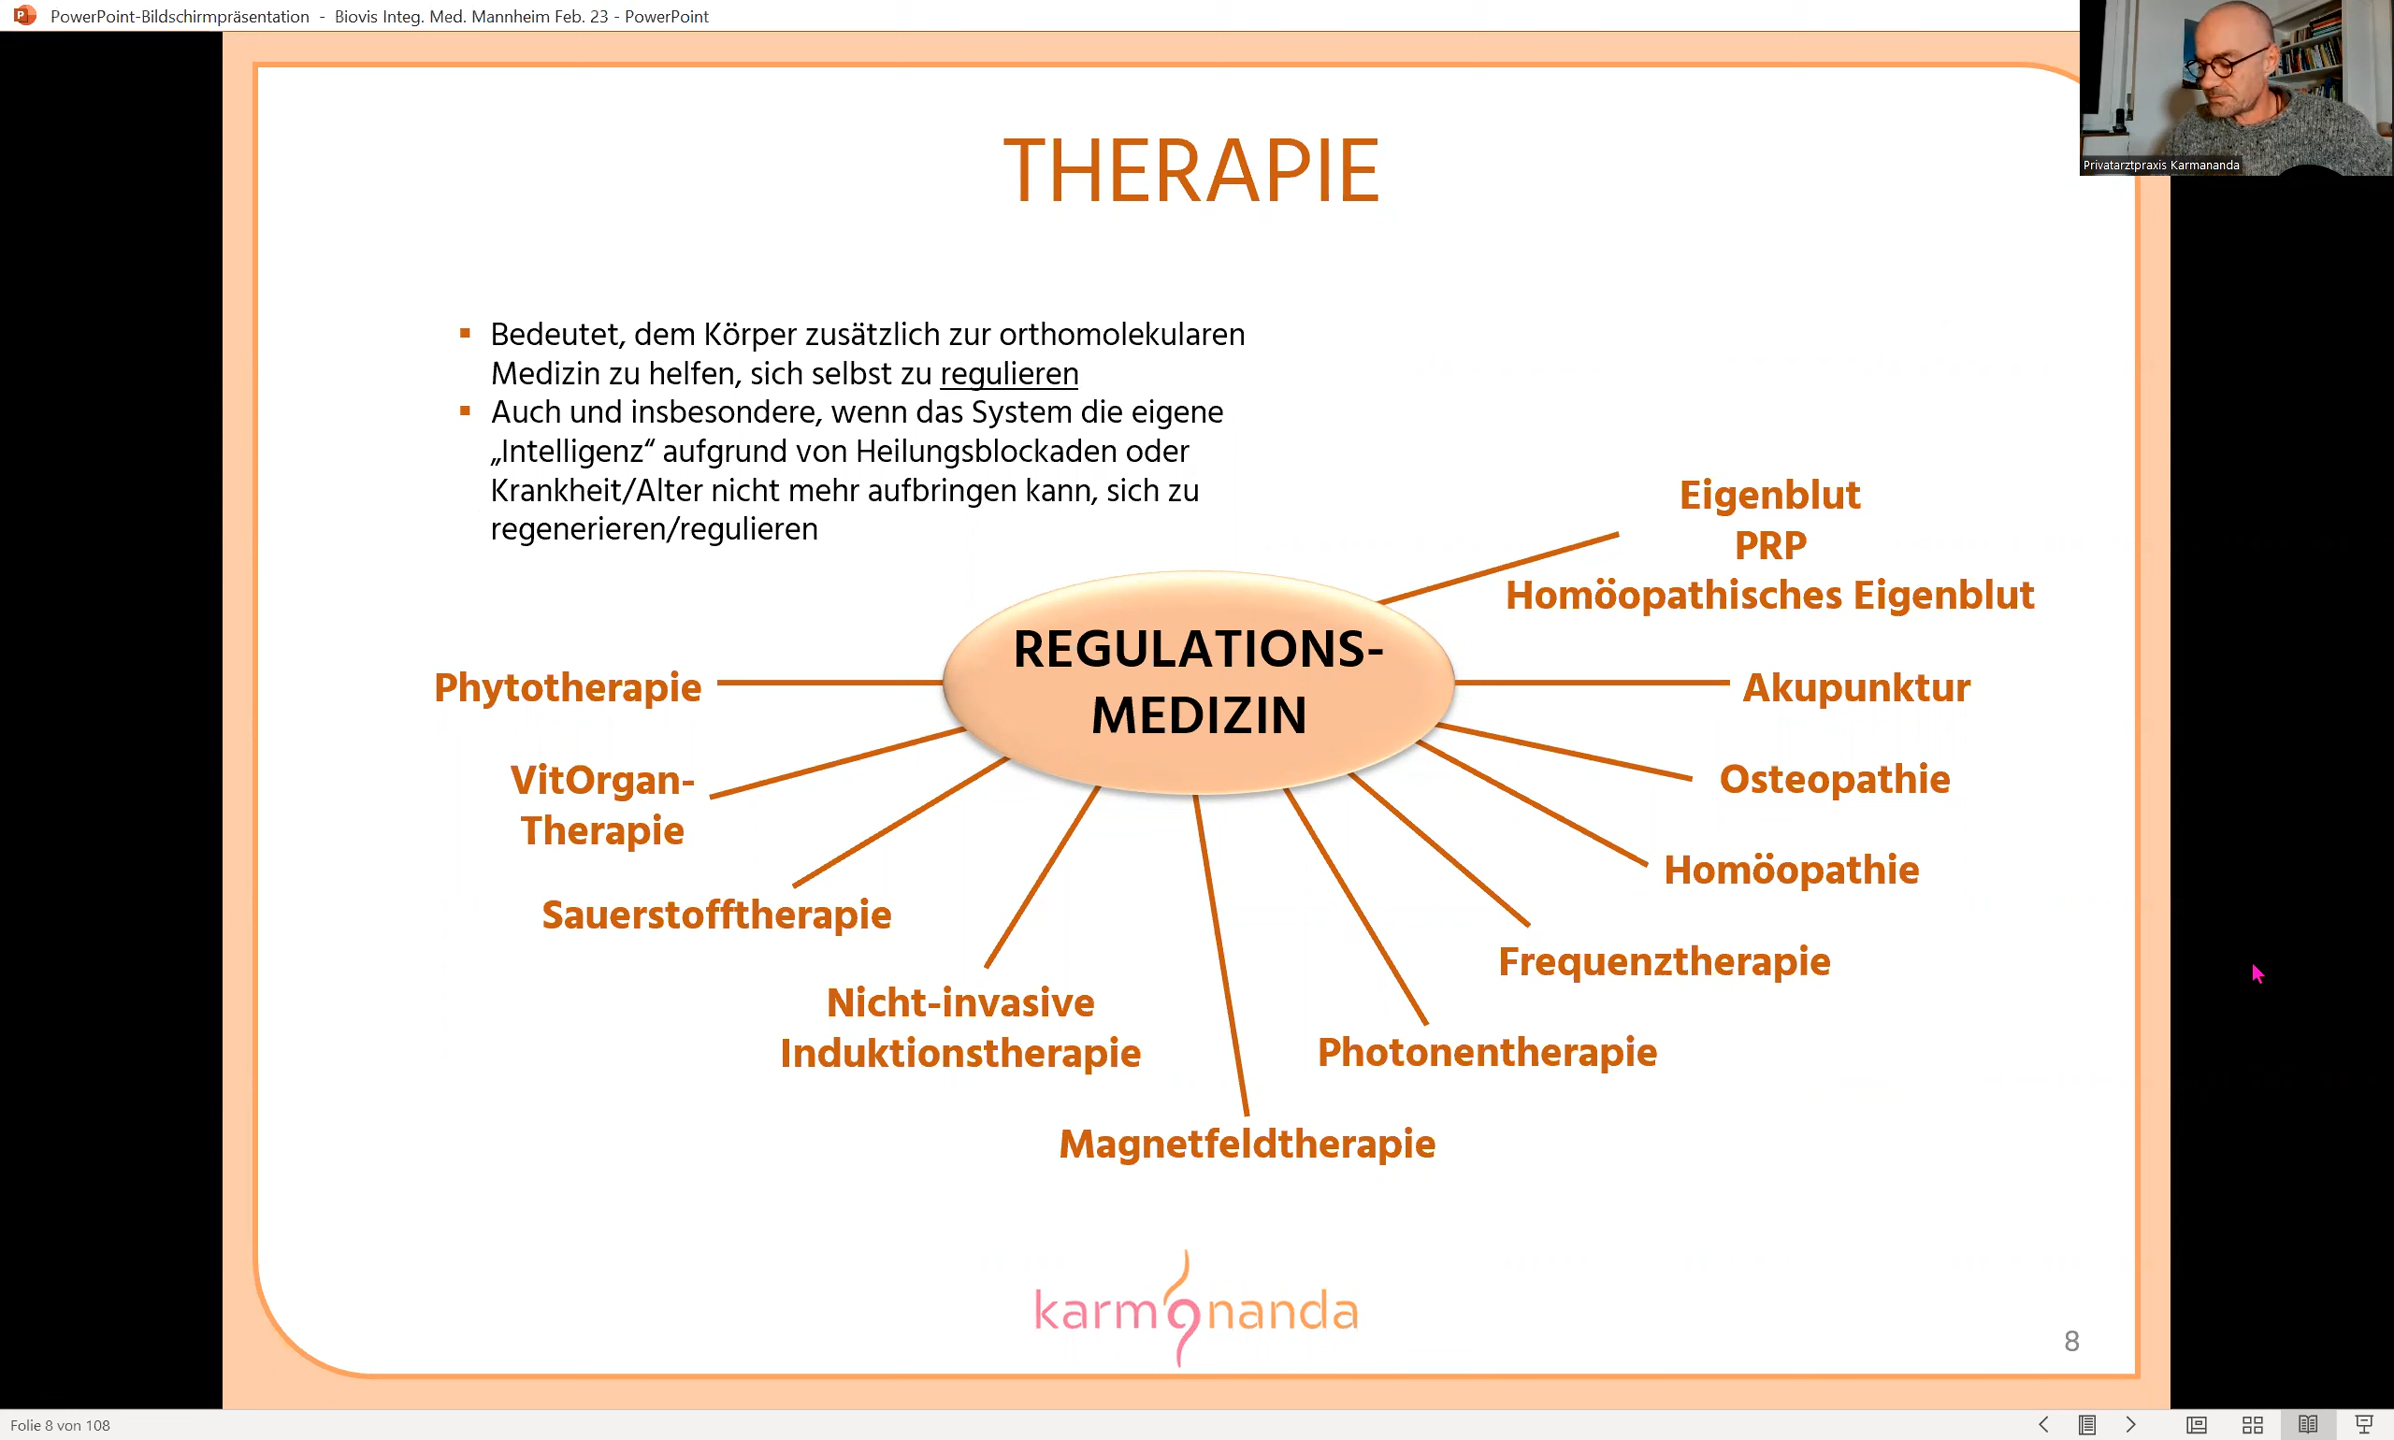 PowerPoint-Bildschirmpräsentation - Biovis Integ. Med. Mannheim Feb. 23 - PowerPoint
Privatarztpraxis Karmananda
THERAPIE
▪ Bedeutet, dem Körper zusätzlich zur orthomolekularen
Medizin zu helfen, sich selbst zu regulieren
▪ Auch und insbesondere, wenn das System die eigene
„Intelligenz“ aufgrund von Heilungsblockaden oder
Krankheit/Alter nicht mehr aufbringen kann, sich zu
regenerieren/regulieren
Eigenblut
PRP
Homöopathisches Eigenblut
REGULATIONS-
MEDIZIN
Phytotherapie
Akupunktur
VitOrgan-
Therapie
Osteopathie
Homöopathie
Sauerstofftherapie
Frequenztherapie
Nicht-invasive
Induktionstherapie
Photonentherapie
Magnetfeldtherapie
karmananda
8
Folie 8 von 108